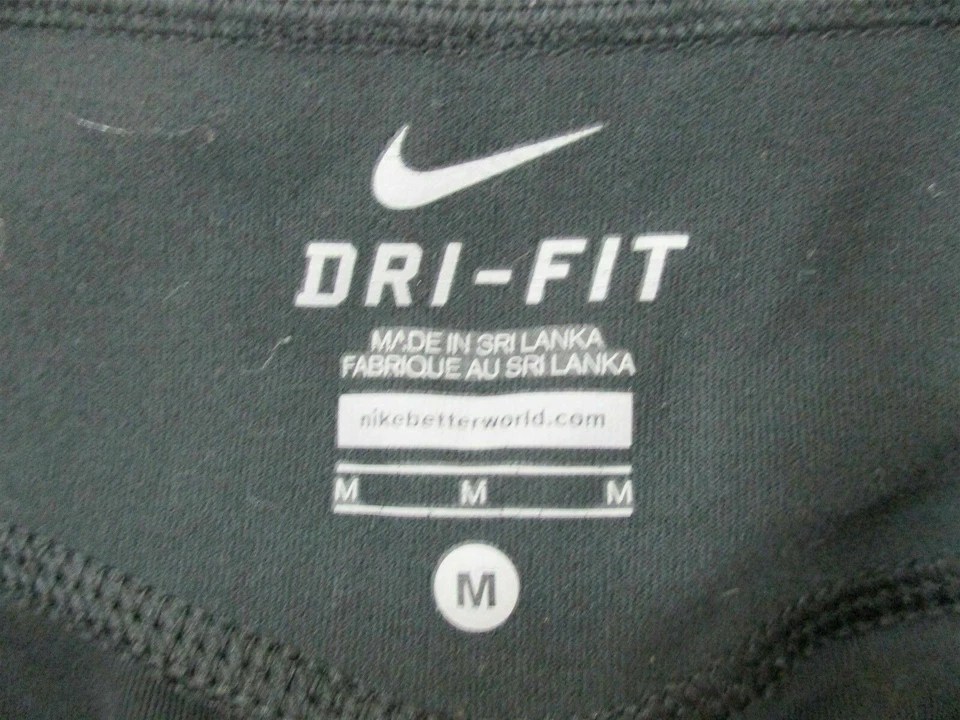 DRI-FIT
MADE IN SRI LANKA
FABRIQUE AU SRI LANKA
nikebetterworld.com
M M M
M